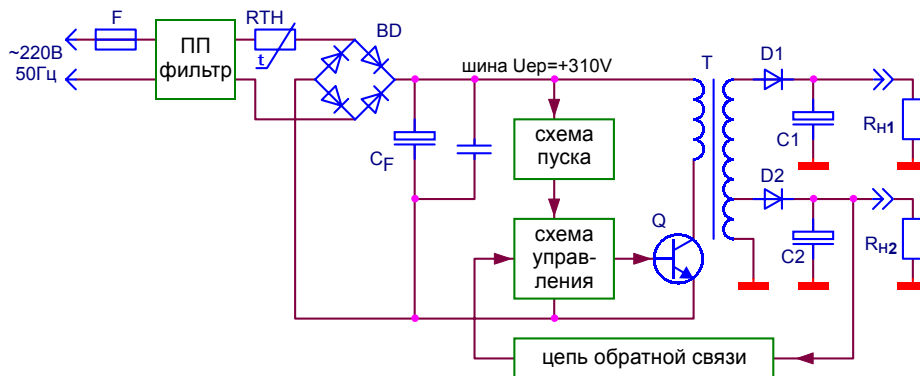 F
RTH
BD
~220В
50Гц
ПП
фильтр
t
шина Uep=+310V
T
D1
C1
RН1
CF
схема
пуска
D2
Q
C2
RН2
схема
управ-
ления
цепь обратной связи